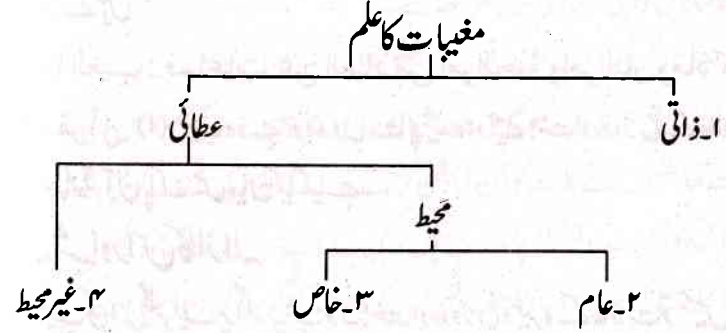 مغیبات کا علم
۱۔ذاتی عطائی
محیط
۲۔عام ۳۔خاص ۴۔غیر محیط